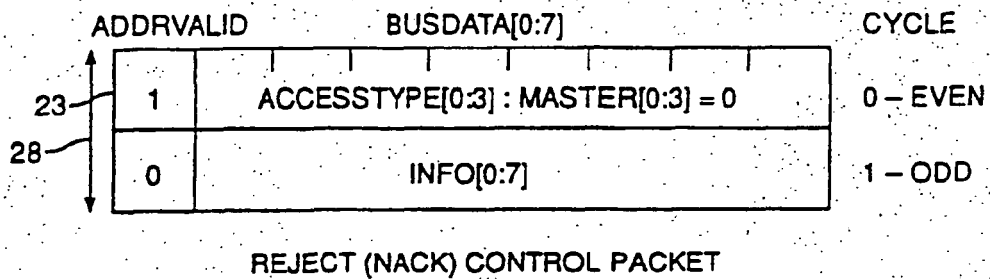 ADDRVALID BUSDATA[0:7] CYCLE
23 1 ACCESSTYPE[0:3] : MASTER[0:3] = 0 0 – EVEN
28 0 INFO[0:7] 1 – ODD
REJECT (NACK) CONTROL PACKET